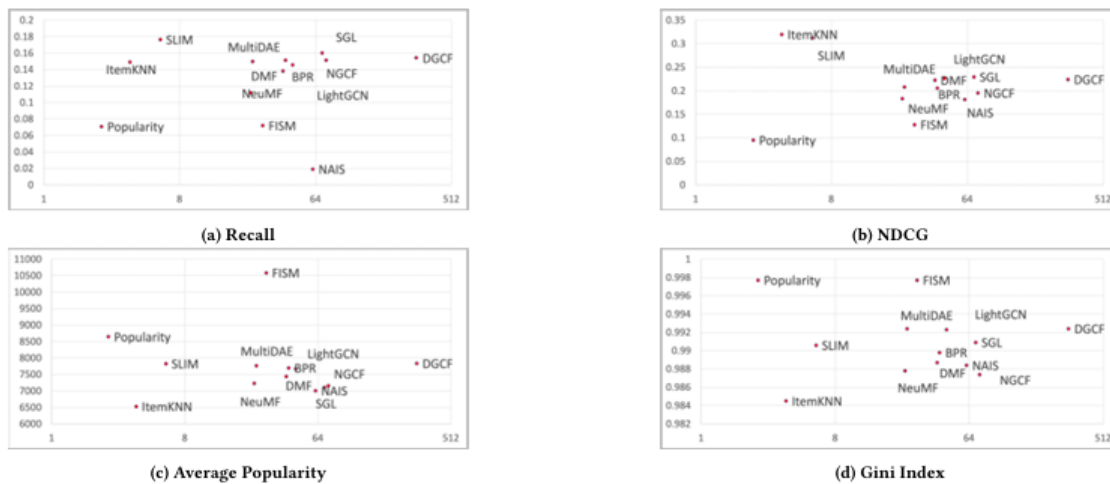 0.2
0.18
0.16
0.14
0.12
0.1
0.08
0.06
0.04
0.02
0
1
8
64
512
SLIM
ItemKNN
MultiDAE
SGL
DMF
BPR
NGCF
DGCF
NeuMF
LightGCN
Popularity
FISM
NAIS
(a) Recall
0.35
0.3
0.25
0.2
0.15
0.1
0.05
0
1
8
64
512
ItemKNN
SLIM
LightGCN
MultiDAE
DMF
SGL
DGCF
BPR
NGCF
NeuMF
NAIS
FISM
Popularity
(b) NDCG
11000
10500
10000
9500
9000
8500
8000
7500
7000
6500
6000
1
8
64
512
FISM
Popularity
MultiDAE
LightGCN
SLIM
BPR
NGCF
DGCF
DMF
NAIS
NeuMF
SGL
ItemKNN
(c) Average Popularity
1
0.998
0.996
0.994
0.992
0.99
0.988
0.986
0.984
0.982
1
8
64
512
Popularity
FISM
MultiDAE
LightGCN
DGCF
SLIM
SGL
BPR
DMF
NAIS
NeuMF
NGCF
ItemKNN
(d) Gini Index